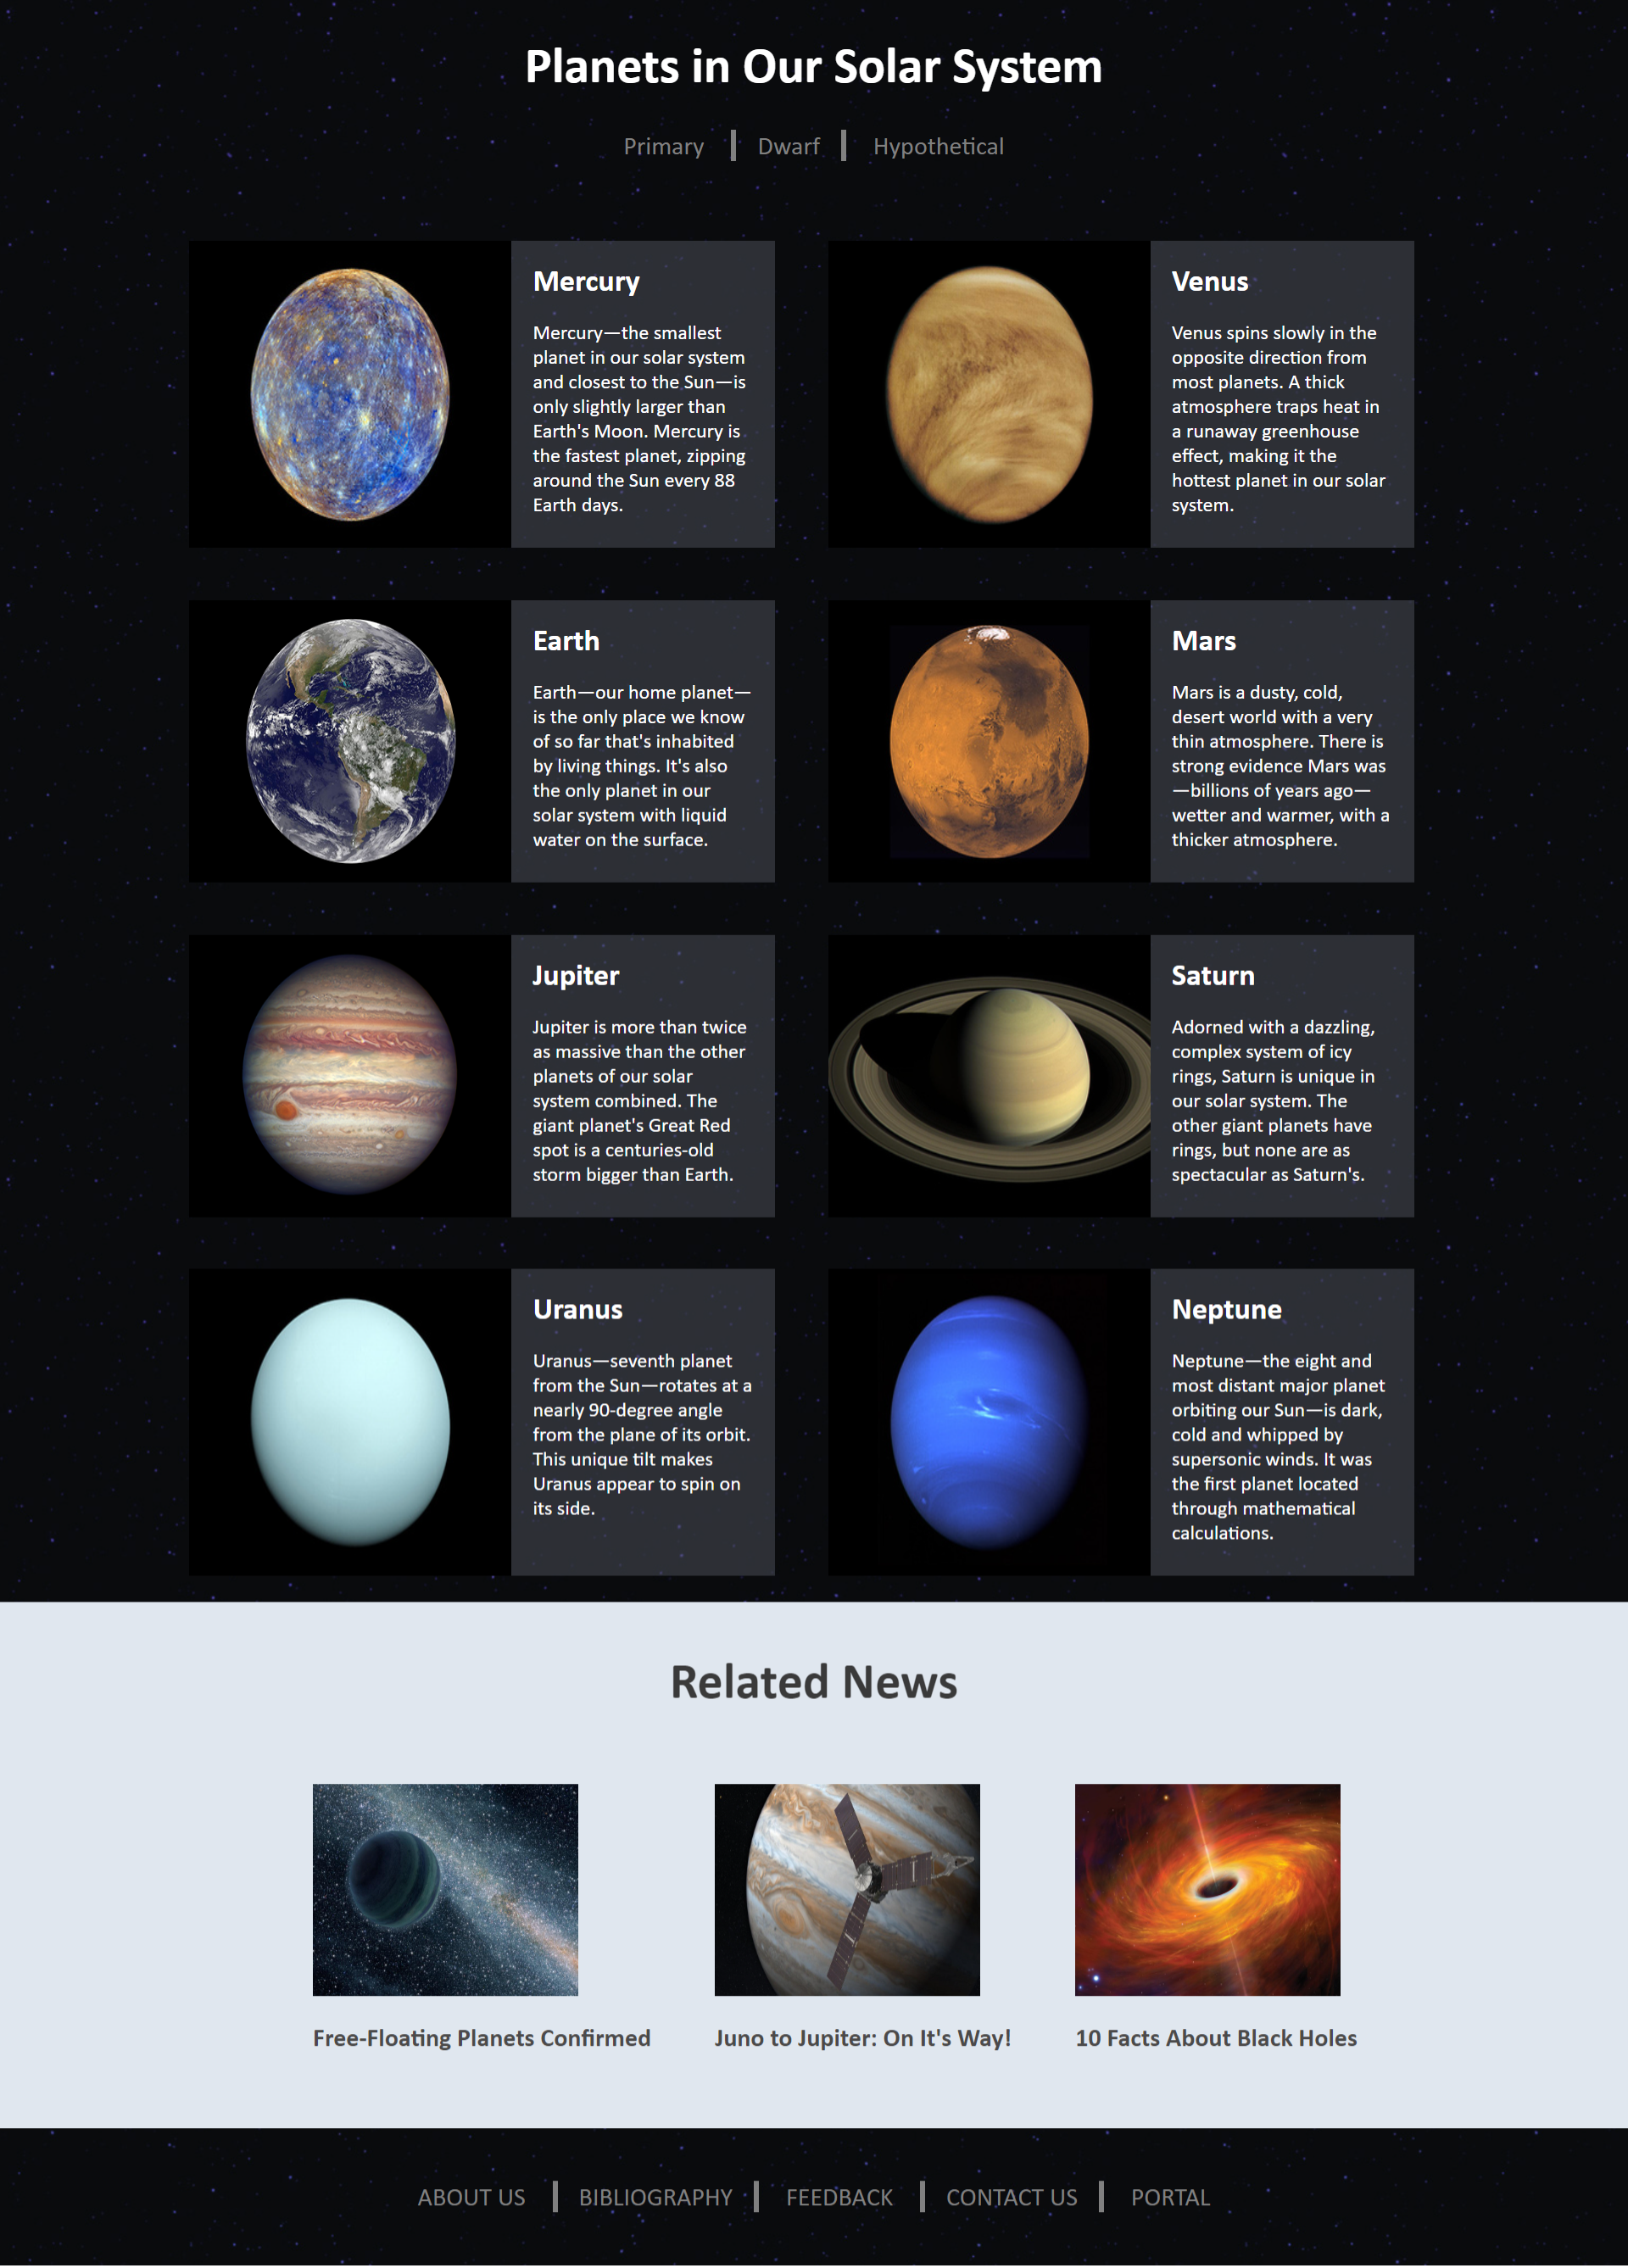 Planets in Our Solar System
Primary
Dwarf
Hypothetical
Mercury
Mercury—the smallest
planet in our solar system
and closest to the Sun—is
only slightly larger than
Earth's Moon. Mercury is
the fastest planet, zipping
around the Sun every 88
Earth days.
Venus
Venus spins slowly in the
opposite direction from
most planets. A thick
atmosphere traps heat in
a runaway greenhouse
effect, making it the
hottest planet in our solar
system.
Earth
Earth—our home planet—
is the only place we know
of so far that's inhabited
by living things. It's also
the only planet in our
solar system with liquid
water on the surface.
Mars
Mars is a dusty, cold,
desert world with a very
thin atmosphere. There is
strong evidence Mars was
—billions of years ago—
wetter and warmer, with a
thicker atmosphere.
Jupiter
Jupiter is more than twice
as massive than the other
planets of our solar
system combined. The
giant planet's Great Red
spot is a centuries-old
storm bigger than Earth.
Saturn
Adorned with a dazzling,
complex system of icy
rings, Saturn is unique in
our solar system. The
other giant planets have
rings, but none are as
spectacular as Saturn's.
Uranus
Uranus—seventh planet
from the Sun—rotates at a
nearly 90-degree angle
from the plane of its orbit.
This unique tilt makes
Uranus appear to spin on
its side.
Neptune
Neptune—the eight and
most distant major planet
orbiting our Sun—is dark,
cold and whipped by
supersonic winds. It was
the first planet located
through mathematical
calculations.
Related News
Free-Floating Planets Confirmed
Juno to Jupiter: On It's Way!
10 Facts About Black Holes
ABOUT US
BIBLIOGRAPHY
FEEDBACK
CONTACT US
PORTAL